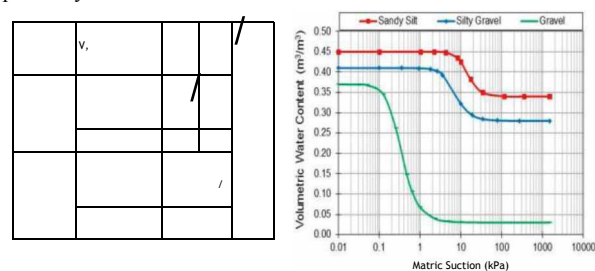 V,
/
/
/
Sandy Silt Silty Gravel Gravel
Volumetric Water Content (m³/m³)
0.50
0.45
0.40
0.35
0.30
0.25
0.20
0.15
0.10
0.05
0.00
0.01 0.1 1 10 100 1000 10000
Matric Suction (kPa)